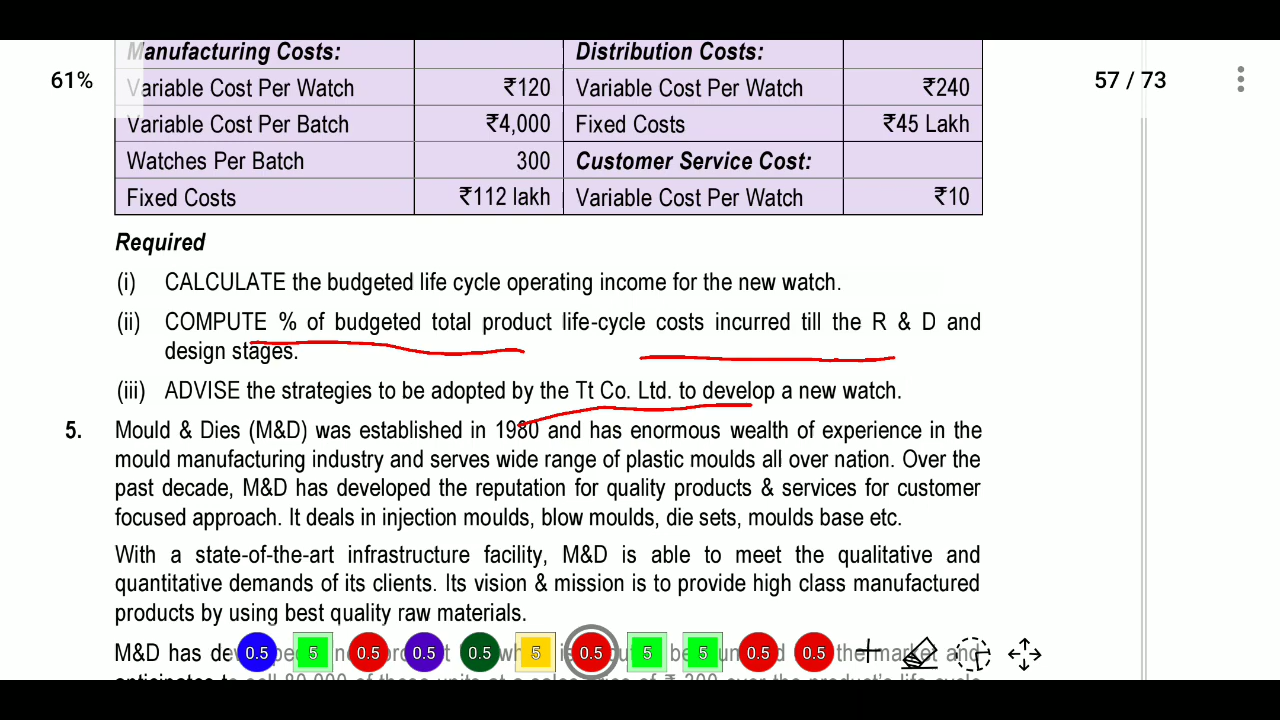 Manufacturing Costs: Distribution Costs:
61% 57 / 73
Variable Cost Per Watch ₹120 Variable Cost Per Watch ₹240
Variable Cost Per Batch ₹4,000 Fixed Costs ₹45 Lakh
Watches Per Batch 300 Customer Service Cost:
Fixed Costs ₹112 lakh Variable Cost Per Watch ₹10
Required
(i) CALCULATE the budgeted life cycle operating income for the new watch.
(ii) COMPUTE % of budgeted total product life-cycle costs incurred till the R & D and
design stages.
(iii) ADVISE the strategies to be adopted by the Tt Co. Ltd. to develop a new watch.
5. Mould & Dies (M&D) was established in 1980 and has enormous wealth of experience in the
mould manufacturing industry and serves wide range of plastic moulds all over nation. Over the
past decade, M&D has developed the reputation for quality products & services for customer
focused approach. It deals in injection moulds, blow moulds, die sets, moulds base etc.
With a state-of-the-art infrastructure facility, M&D is able to meet the qualitative and
quantitative demands of its clients. Its vision & mission is to provide high class manufactured
products by using best quality raw materials.
M&D has the market and
0.5 5 0.5 0.5 0.5 5 0.5 5 5 0.5 0.5